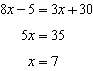 8x − 5 = 3x + 30
5x = 35
x = 7